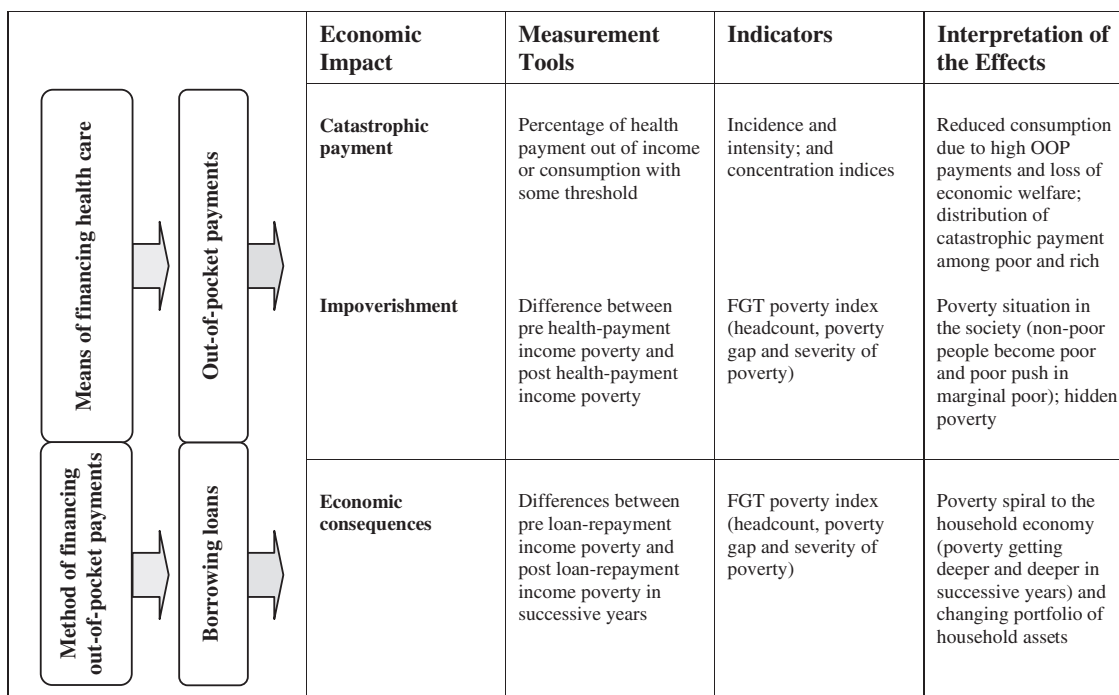 Means of financing health care
Out-of-pocket payments
Method of financing
out-of-pocket payments
Borrowing loans
Economic
Impact
Measurement
Tools
Indicators
Interpretation of
the Effects
Catastrophic
payment
Percentage of health
payment out of income
or consumption with
some threshold
Incidence and
intensity; and
concentration indices
Reduced consumption
due to high OOP
payments and loss of
economic welfare;
distribution of
catastrophic payment
among poor and rich
Impoverishment
Difference between
pre health-payment
income poverty and
post health-payment
income poverty
FGT poverty index
(headcount, poverty
gap and severity of
poverty)
Poverty situation in
the society (non-poor
people become poor
and poor push in
marginal poor); hidden
poverty
Economic
consequences
Differences between
pre loan-repayment
income poverty and
post loan-repayment
income poverty in
successive years
FGT poverty index
(headcount, poverty
gap and severity of
poverty)
Poverty spiral to the
household economy
(poverty getting
deeper and deeper in
successive years) and
changing portfolio of
household assets